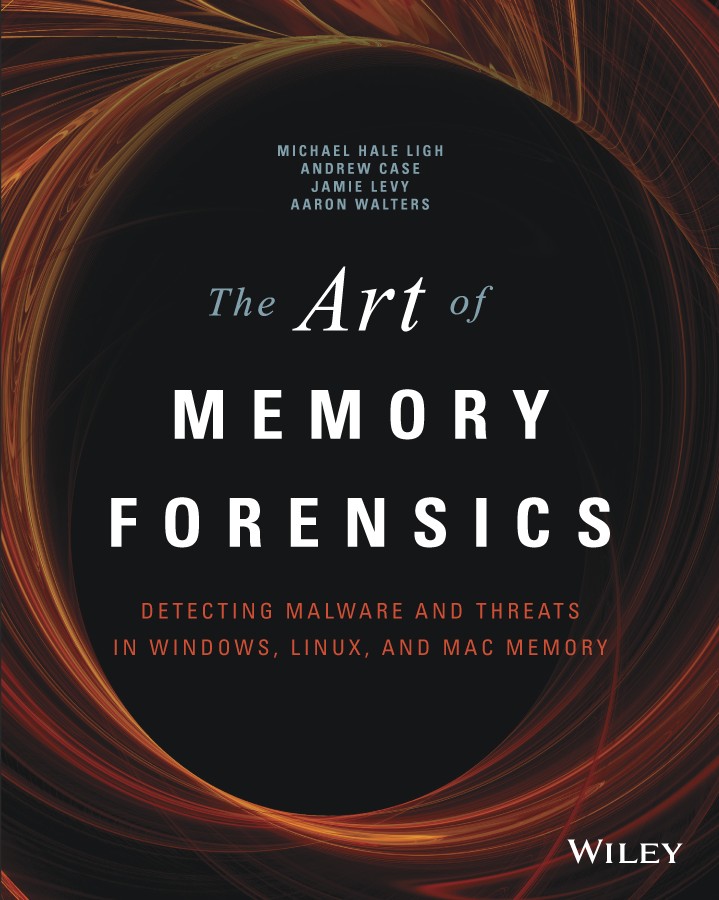 MICHAEL HALE LIGH
ANDREW CASE
JAMIE LEVY
AARON WALTERS
The Art of
MEMORY
FORENSICS
DETECTING MALWARE AND THREATS
IN WINDOWS, LINUX, AND MAC MEMORY
WILEY